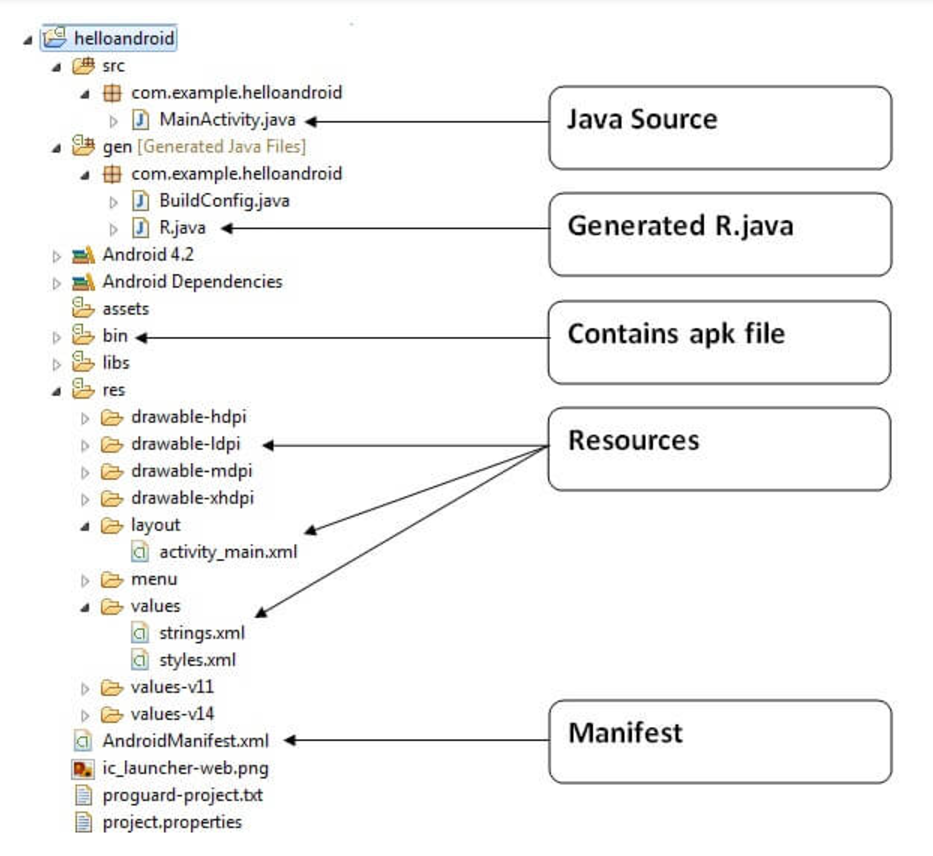 helloandroid
src
com.example.helloandroid
MainActivity.java
Java Source
gen [Generated Java Files]
com.example.helloandroid
BuildConfig.java
R.java
Generated R.java
Android 4.2
Android Dependencies
assets
bin
Contains apk file
libs
res
drawable-hdpi
drawable-ldpi
Resources
drawable-mdpi
drawable-xhdpi
layout
activity_main.xml
menu
values
strings.xml
styles.xml
values-v11
values-v14
AndroidManifest.xml
Manifest
ic_launcher-web.png
proguard-project.txt
project.properties